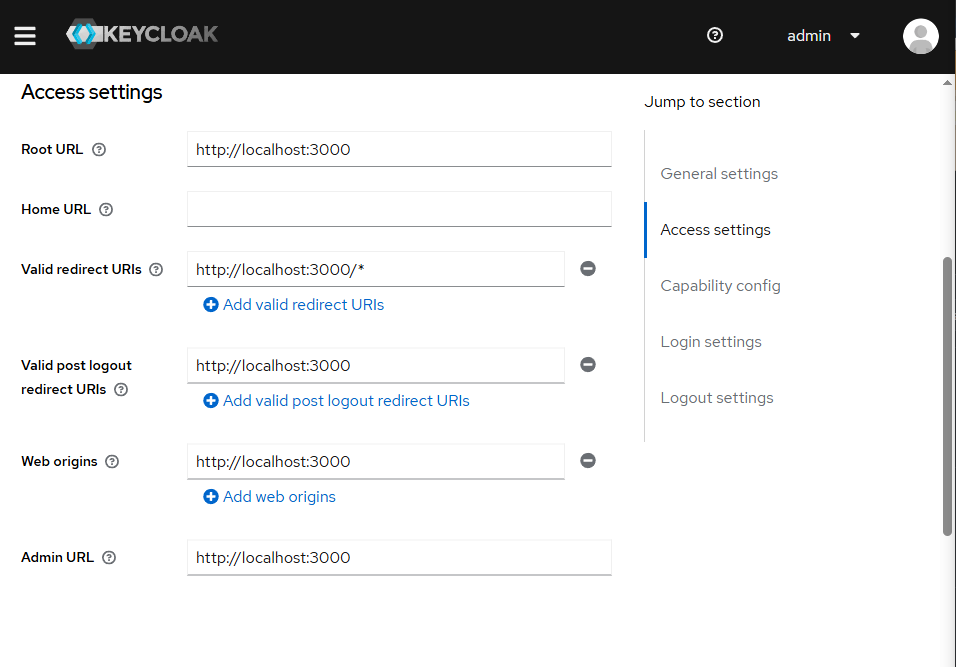 KEYCLOAK
admin
Access settings
Jump to section
Root URL
http://localhost:3000
General settings
Home URL
Access settings
Valid redirect URIs
http://localhost:3000/*
Add valid redirect URIs
Capability config
Login settings
Valid post logout
redirect URIs
http://localhost:3000
Add valid post logout redirect URIs
Logout settings
Web origins
http://localhost:3000
Add web origins
Admin URL
http://localhost:3000